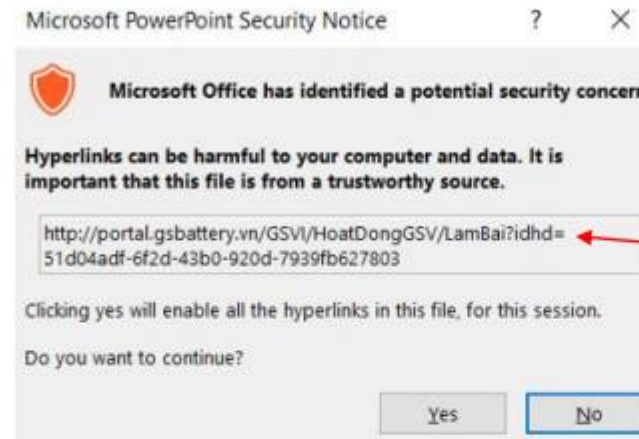 Microsoft PowerPoint Security Notice ?
Microsoft Office has identified a potential security concern
Hyperlinks can be harmful to your computer and data. It is
important that this file is from a trustworthy source.
http://portal.gsbattery.vn/GSVI/HoatDongGSV/LamBai?idhd=
51d04adf-6f2d-43b0-920d-7939fb627803
Clicking yes will enable all the hyperlinks in this file, for this session.
Do you want to continue?
Yes No